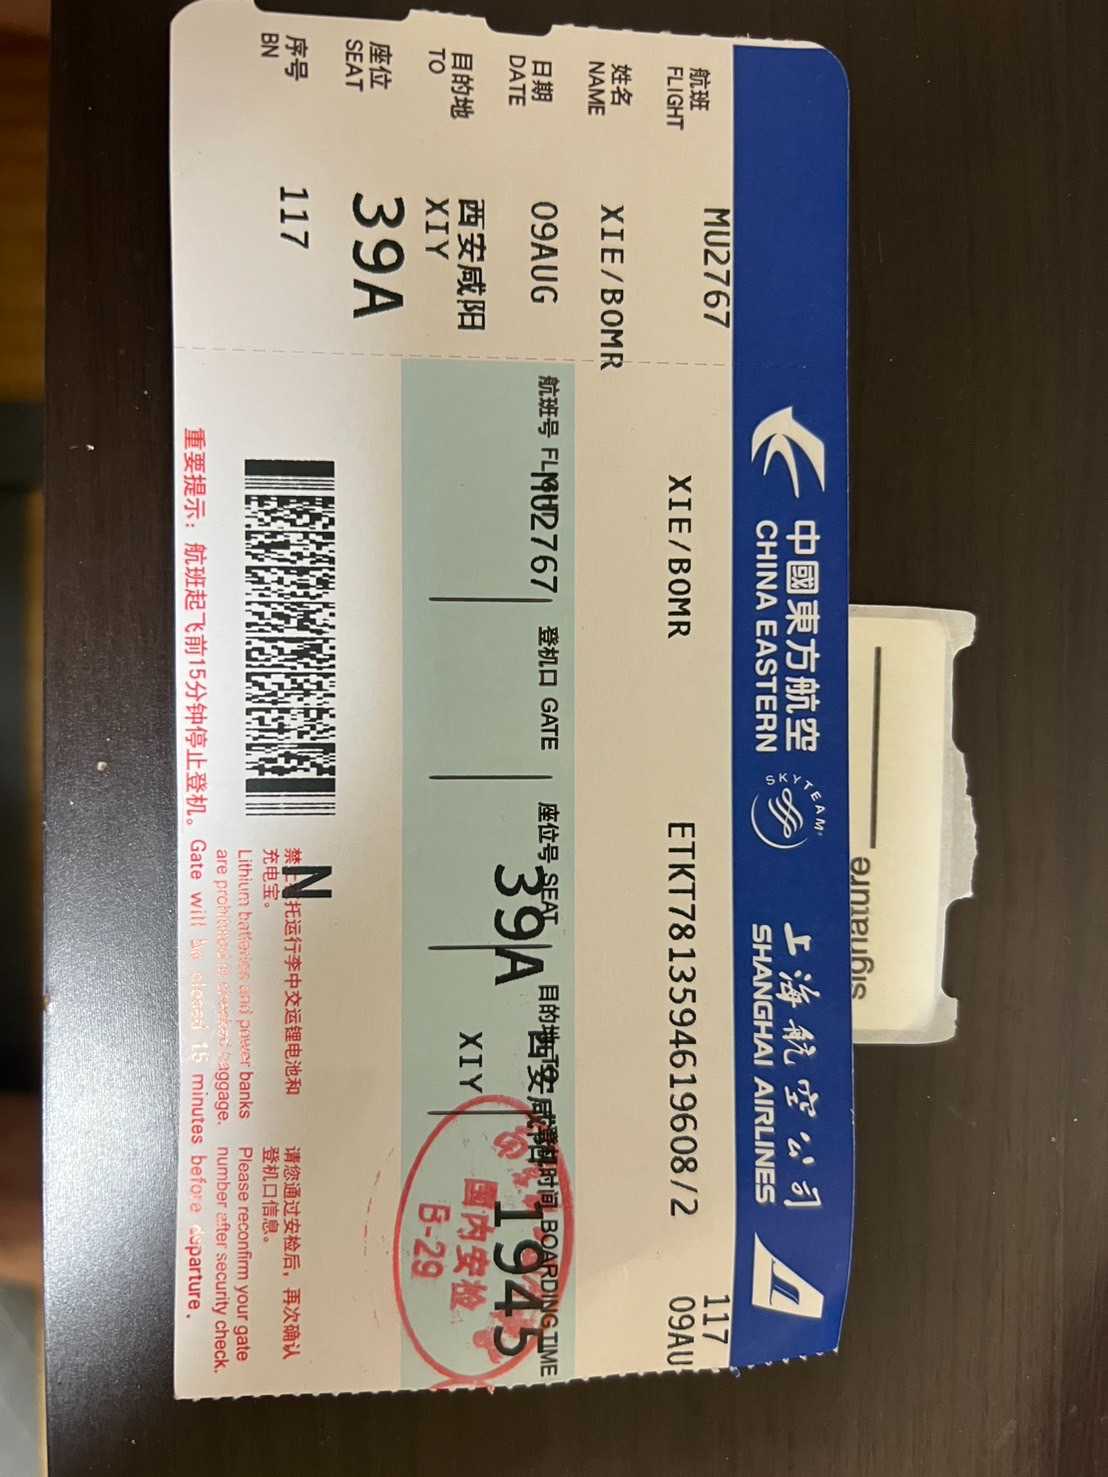 中國東方航空
CHINA EASTERN
SKYTEAM
上海航空公司
SHANGHAI AIRLINES
航班
FLIGHT
MU2767
姓名
NAME
XIE/BOMR
日期
DATE
09AUG
目的地
TO
西安咸阳
XIY
座位
SEAT
39A
序号
BN
117
117
XIE/BOMR
ETKT7813594619608/2
09AU
航班号
MU2767
登机口 GATE
座位号 SEAT
39A
目的地 TO
西安咸阳
XIY
登机时间 BOARDING TIME
1945
国内安检
B-29
N
禁止 托运行李中交运锂电池和
充电宝。
Lithium batteries and power banks
are prohibited in checked baggage.
请您通过安检后，再次确认
登机口信息。
Please reconfirm your gate
number after security check.
重要提示：航班起飞前15分钟停止登机。Gate will be closed 15 minutes before departure.
signature